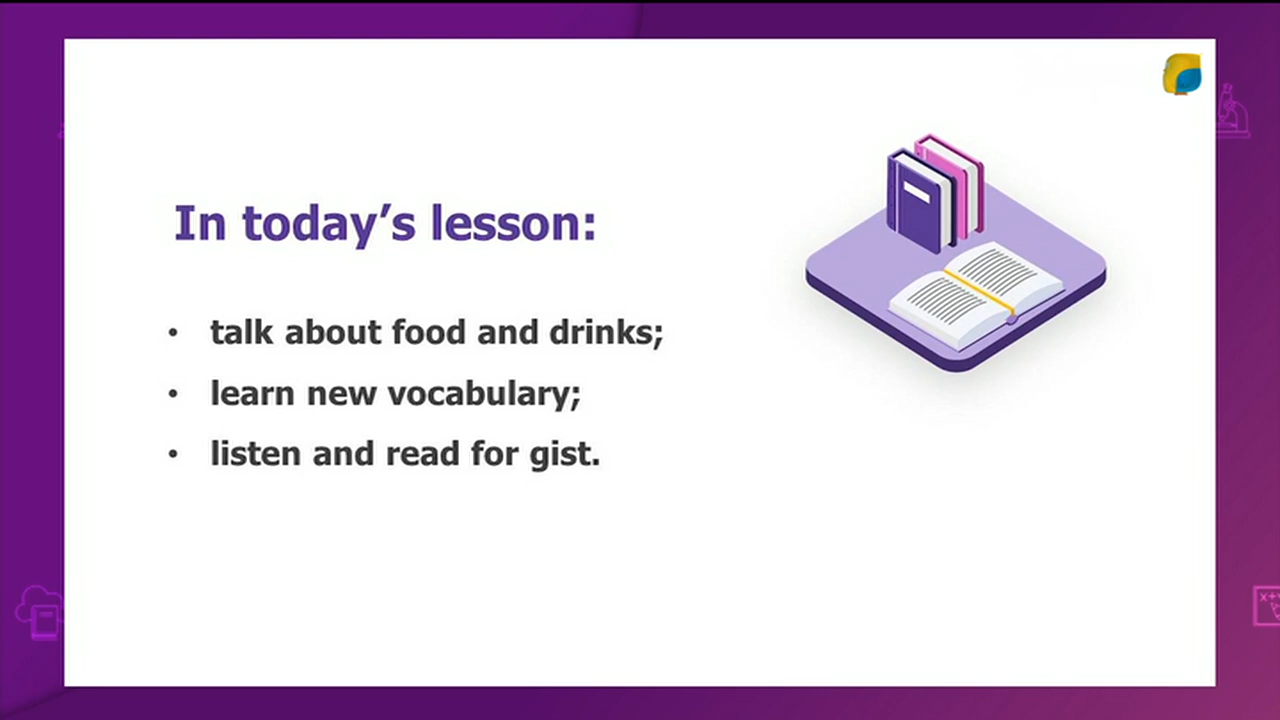 In today’s lesson:
• talk about food and drinks;
• learn new vocabulary;
• listen and read for gist.